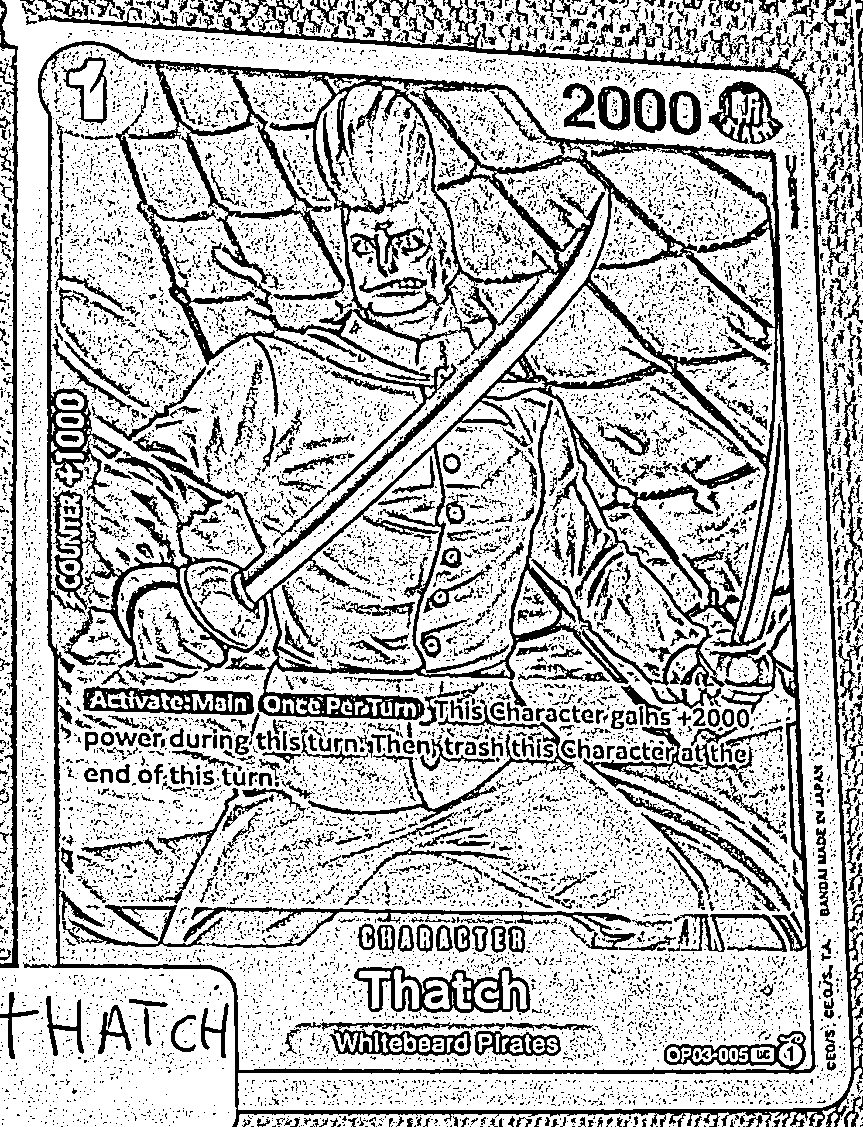 1
2000
SLASH
COUNTER +1000
Activate:Main Once Per Turn This Character gains +2000
power during this turn. Then, trash this Character at the
end of this turn.
CHARACTER
Thatch
Whitebeard Pirates
OP03-005 UC 1
©E.O/S. ©E.O/S., T.A. BANDAI MADE IN JAPAN
THATCH